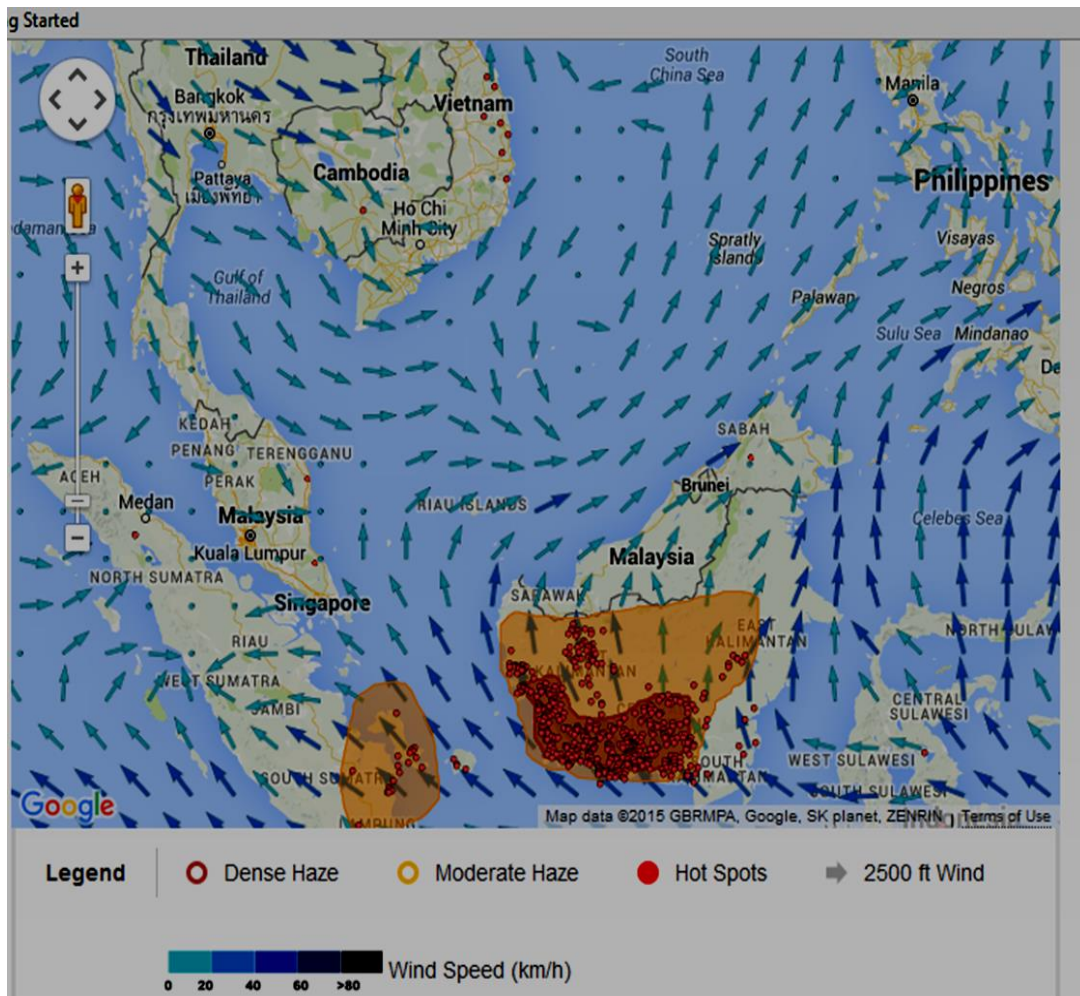 g Started
Thailand
South
China Sea
Manila
Bangkok
กรุงเทพมหานคร
Vietnam
Cambodia
Pattaya
เมืองพัทยา
Philippines
Ho Chi
Minh City
Spratly
Islands
Visayas
Gulf of
Thailand
Negros
Palawan
Sulu Sea
Mindanao
KEDAH
PENANG
TERENGGANU
SABAH
ACEH
PERAK
Brunei
Medan
RIAU ISLANDS
Malaysia
Celebes Sea
Kuala Lumpur
Malaysia
NORTH SUMATRA
SARAWAK
Singapore
EAST
KALIMANTAN
RIAU
WEST SUMATRA
JAMBI
CENTRAL
SULAWESI
SOUTH
WEST SULAWESI
SOUTH SUMATRA
SOUTH SULAWESI
Google
LAMPUNG
Map data ©2015 GBRMPA, Google, SK planet, ZENRIN
Terms of Use
Legend
Dense Haze
Moderate Haze
Hot Spots
2500 ft Wind
Wind Speed (km/h)
0 20 40 60 >80